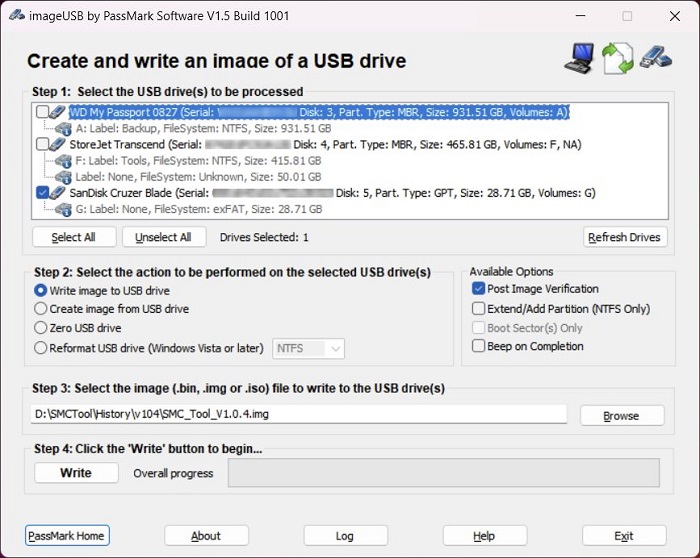 imageUSB by PassMark Software V1.5 Build 1001
Create and write an image of a USB drive
Step 1: Select the USB drive(s) to be processed
WD My Passport 0827 (Serial: Disk: 3, Part. Type: MBR, Size: 931.51 GB, Volumes: A)
A: Label: Backup, FileSystem: NTFS, Size: 931.51 GB
StoreJet Transcend (Serial: Disk: 4, Part. Type: MBR, Size: 465.81 GB, Volumes: F, NA)
F: Label: Tools, FileSystem: NTFS, Size: 415.81 GB
Label: None, FileSystem: Unknown, Size: 50.01 GB
SanDisk Cruzer Blade (Serial: Disk: 5, Part. Type: GPT, Size: 28.71 GB, Volumes: G)
G: Label: None, FileSystem: exFAT, Size: 28.71 GB
Select All Unselect All Drives Selected: 1 Refresh Drives
Step 2: Select the action to be performed on the selected USB drive(s)
Write image to USB drive
Create image from USB drive
Zero USB drive
Reformat USB drive (Windows Vista or later) NTFS
Available Options
Post Image Verification
Extend/Add Partition (NTFS Only)
Boot Sector(s) Only
Beep on Completion
Step 3: Select the image (.bin, .img or .iso) file to write to the USB drive(s)
D:\SMCTool\History\v104\SMC_Tool_V1.0.4.img Browse
Step 4: Click the 'Write' button to begin...
Write Overall progress
PassMark Home About Log Help Exit